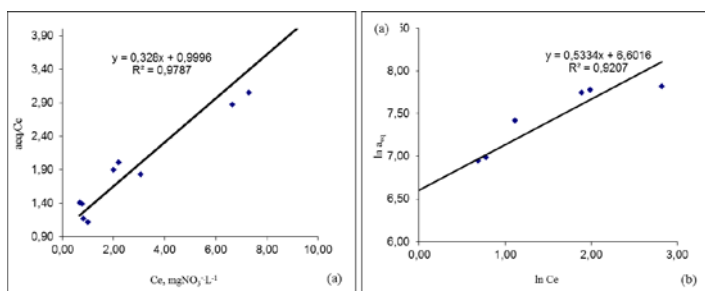 3,90
3,40
2,90
2,40
1,90
1,40
0,90
aeq/Ce
y = 0,328x + 0,9996
R² = 0,9787
0,00 2,00 4,00 6,00 8,00 10,00
Ce, mgNO₃⁻L⁻¹
(a)
(a)
8,50
8,00
7,50
7,00
6,50
6,00
ln aₑq
y = 0,5334x + 6,6016
R² = 0,9207
0,00 1,00 2,00 3,00
ln Ce
(b)